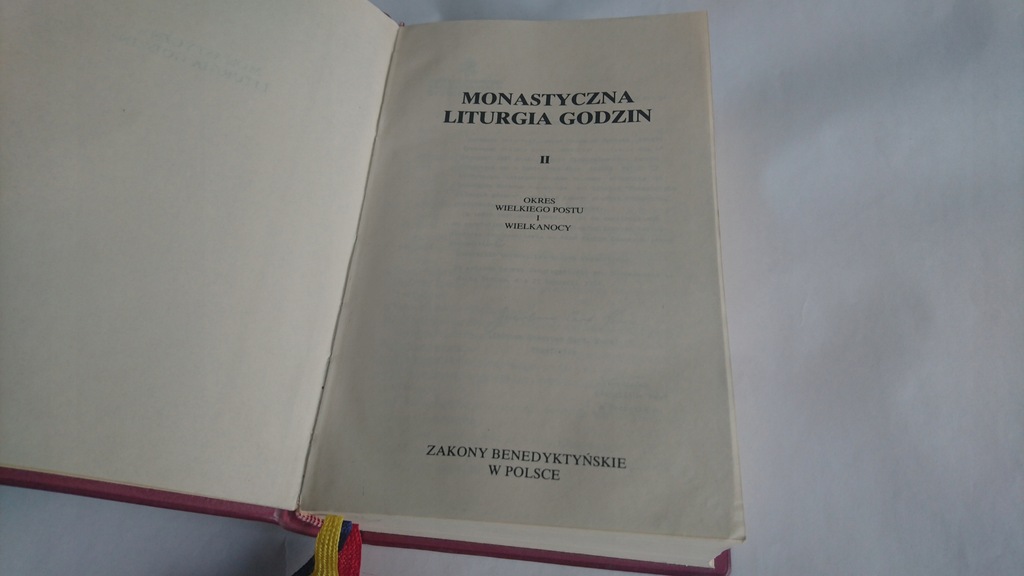 MONASTYCZNA
LITURGIA GODZIN
II
OKRES
WIELKIEGO POSTU
I
WIELKANOCY
ZAKONY BENEDYKTYŃSKIE
W POLSCE